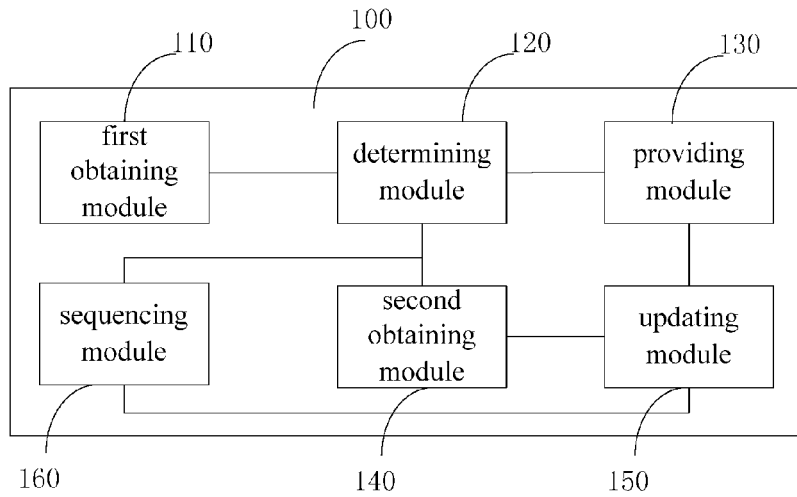 110
100
120
130
first
obtaining
module
determining
module
providing
module
sequencing
module
second
obtaining
module
updating
module
160
140
150